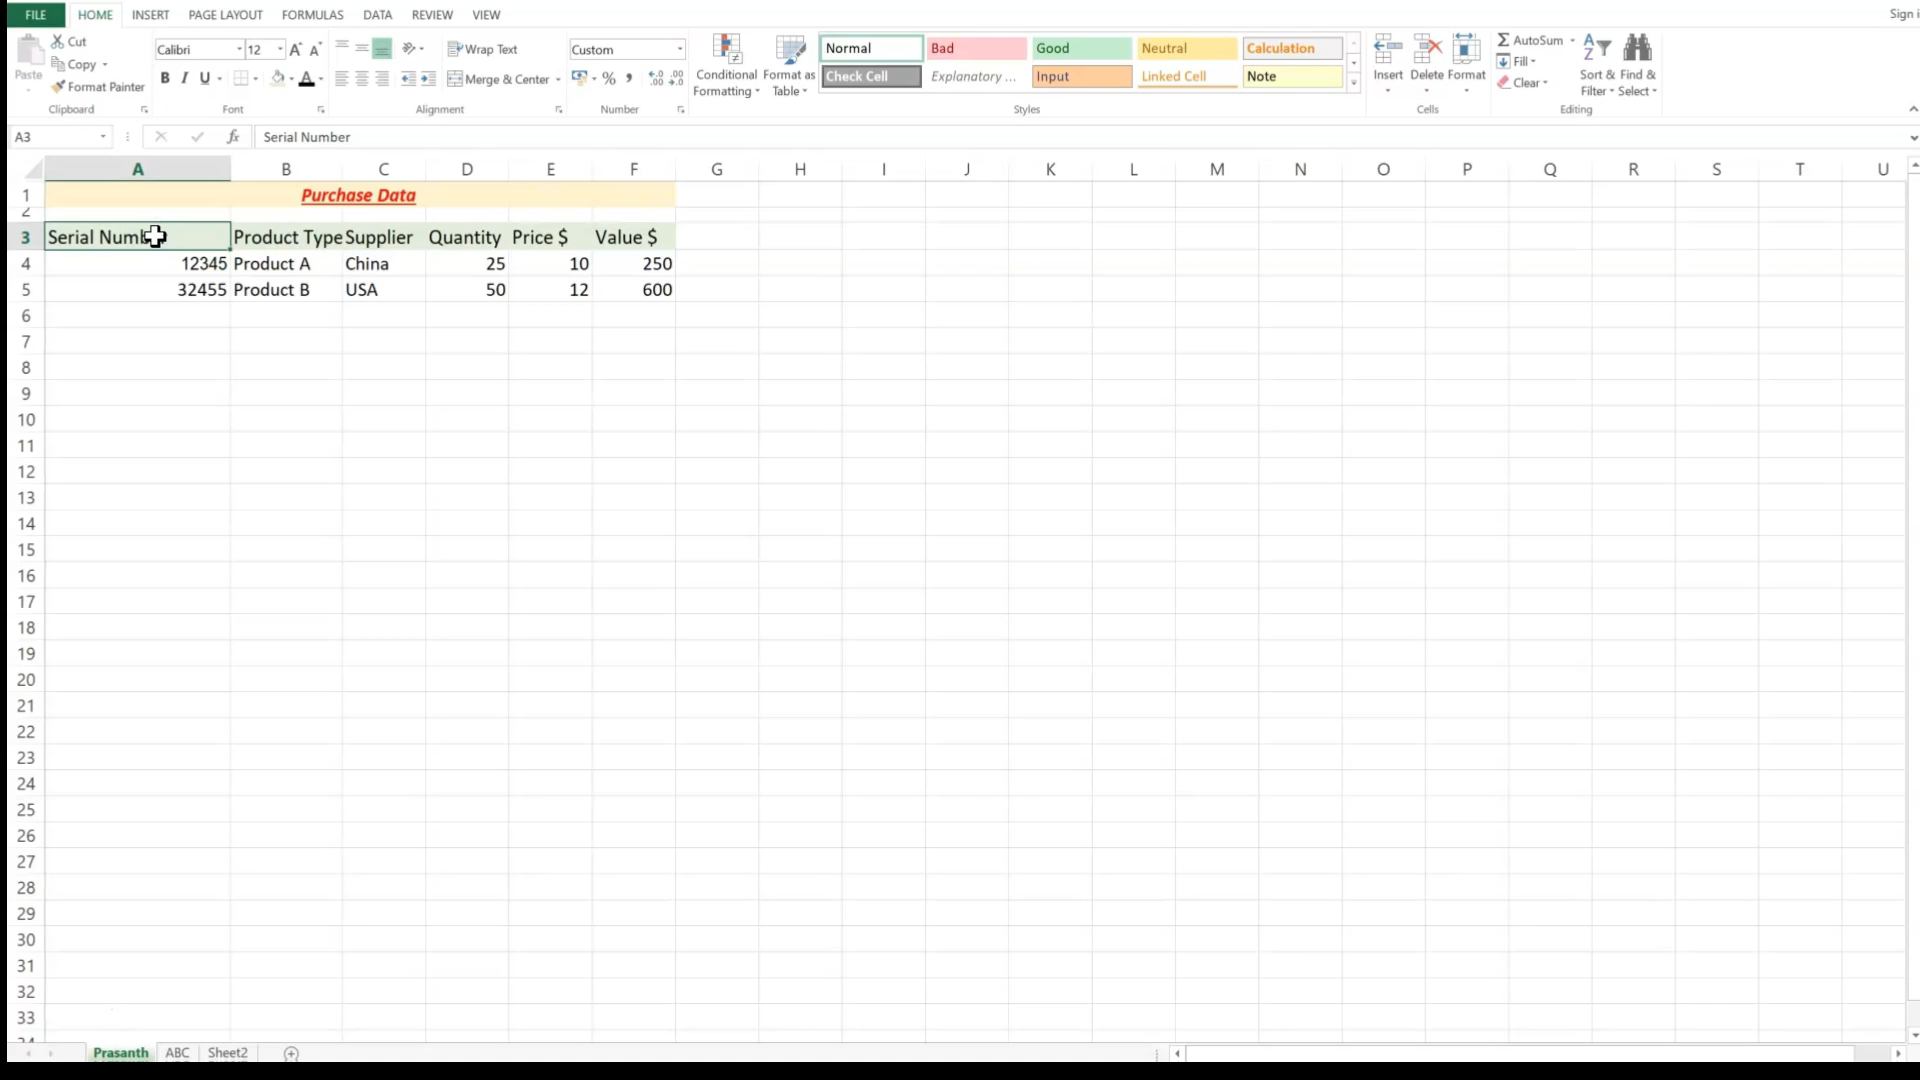 FILE HOME INSERT PAGE LAYOUT FORMULAS DATA REVIEW VIEW
Cut
Copy
Format Painter
Paste
Clipboard
Calibri 12
B I U
Font
Wrap Text
Merge & Center
Alignment
Custom
%
Number
Conditional Formatting
Format as Table
Normal Bad Good Neutral Calculation
Check Cell Explanatory ... Input Linked Cell Note
Styles
Insert Delete Format
Cells
AutoSum
Fill
Clear
Sort & Filter
Find & Select
Editing
A3 fx Serial Number
A B C D E F G H I J K L M N O P Q R S T U
1 Purchase Data
2
3 Product Type Supplier Quantity Price $ Value $
4 12345 Product A China 25 10 250
5 32455 Product B USA 50 12 600
6
7
8
9
10
11
12
13
14
15
16
17
18
19
20
21
22
23
24
25
26
27
28
29
30
31
32
33
Prasanth ABC Sheet2